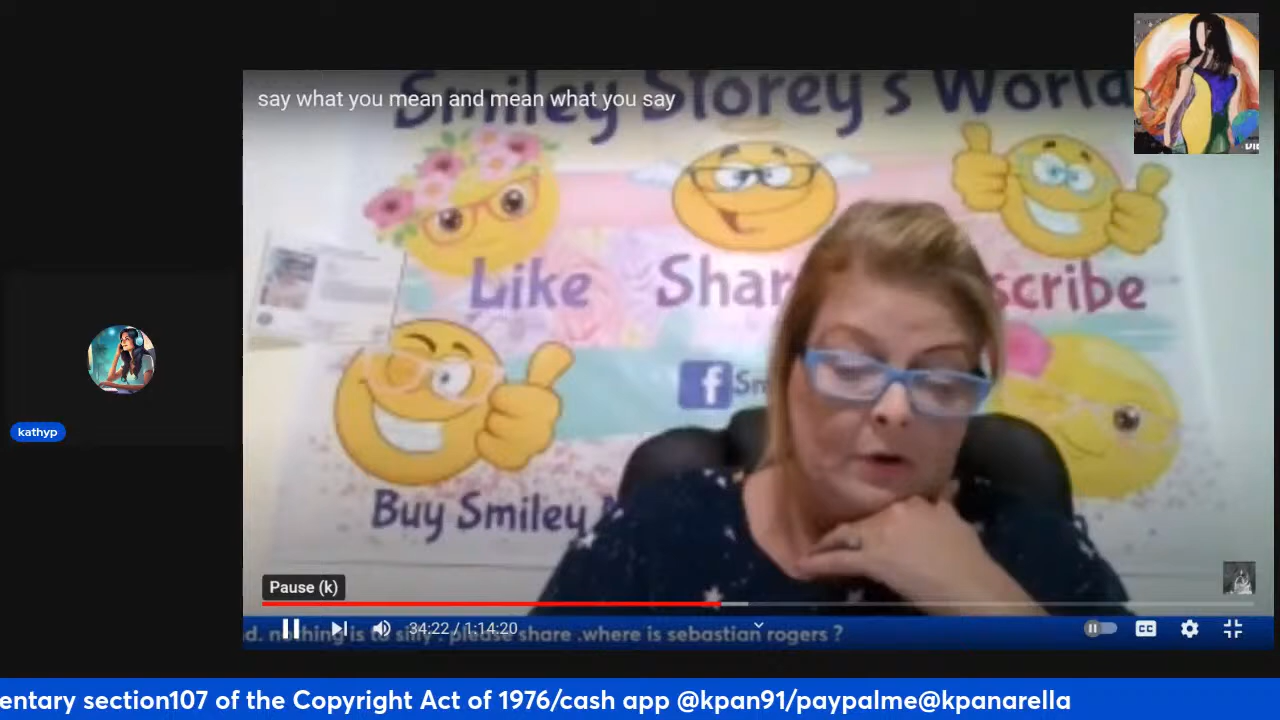 say what you mean and mean what you say
Smiley Storey's World
Like Shar scribe
f Sm
Buy Smiley
kathyp
Pause (k)
34:22 / 1:14:20
d. nothing is to silly . please share .where is sebastian rogers ?
CC
entary section107 of the Copyright Act of 1976/cash app @kpan91/paypalme@kpanarella